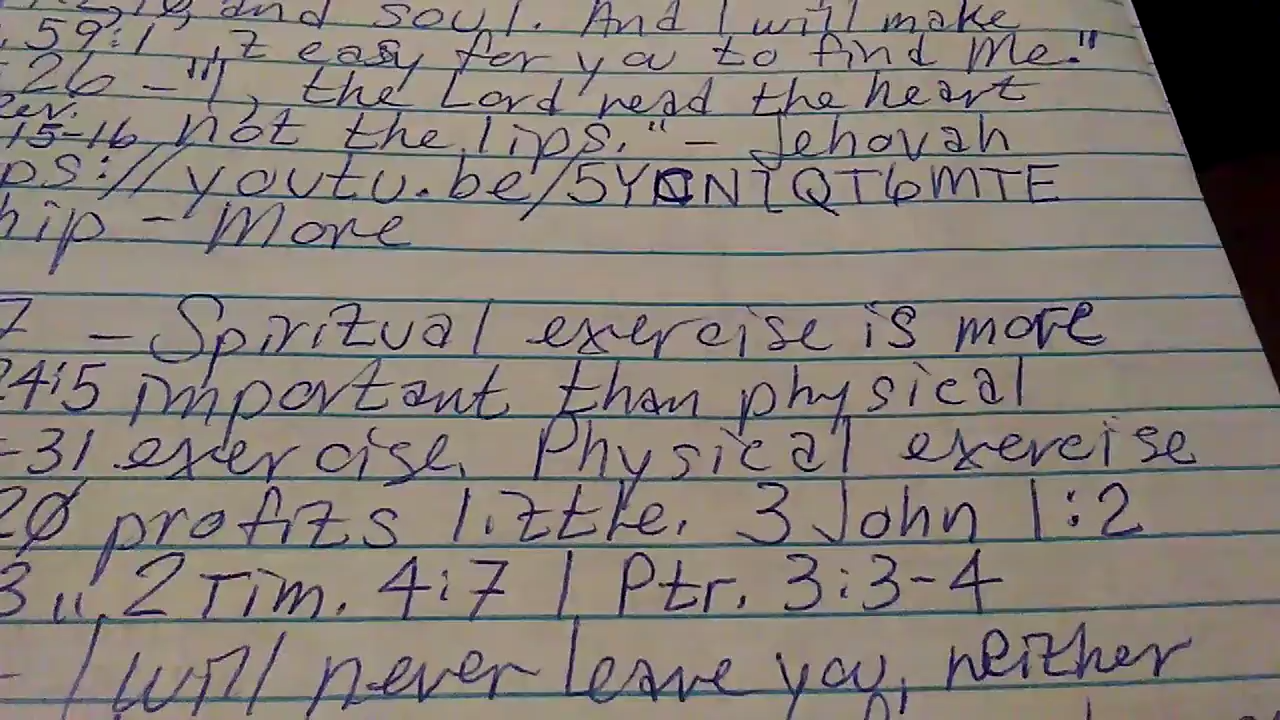 and soul. And I will make
59:1 it easy for you to find Me."
26 - "I, the Lord read the heart
Rev.
15-16 not the lips." - Jehovah
ps://youtu.be/5YQNIQT6MTE
hip - More
7 - Spiritual exercise is more
24:5 important than physical
-31 exercise. Physical exercise
20 profits little. 3 John 1:2
3 2 Tim. 4:7 1 Ptr. 3:3-4
- I will never leave you, neither